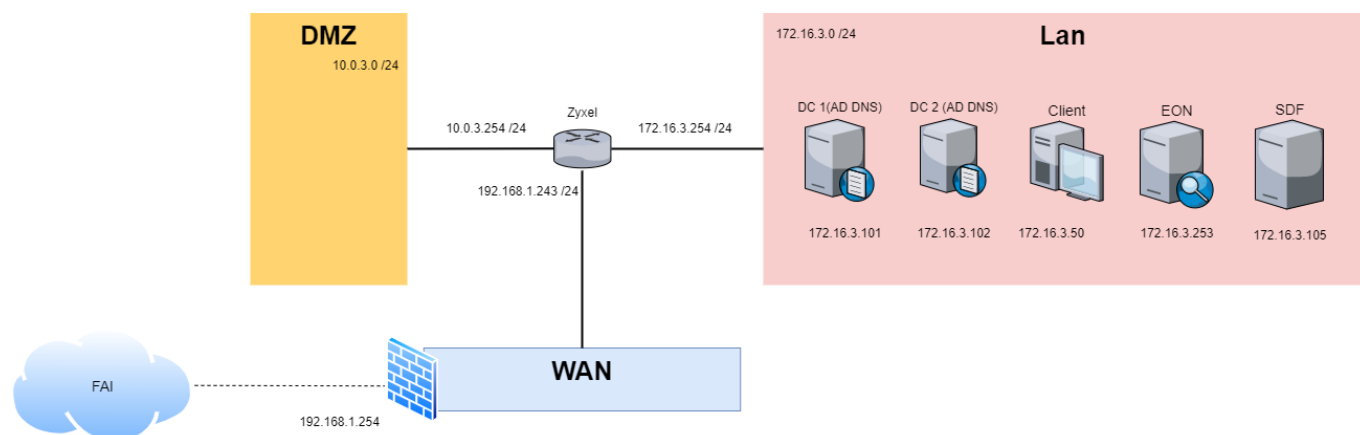 DMZ
10.0.3.0 /24
10.0.3.254 /24
Zyxel
172.16.3.254 /24
192.168.1.243 /24
172.16.3.0 /24
Lan
DC 1(AD DNS)
DC 2 (AD DNS)
Client
EON
SDF
172.16.3.101
172.16.3.102
172.16.3.50
172.16.3.253
172.16.3.105
WAN
FAI
192.168.1.254